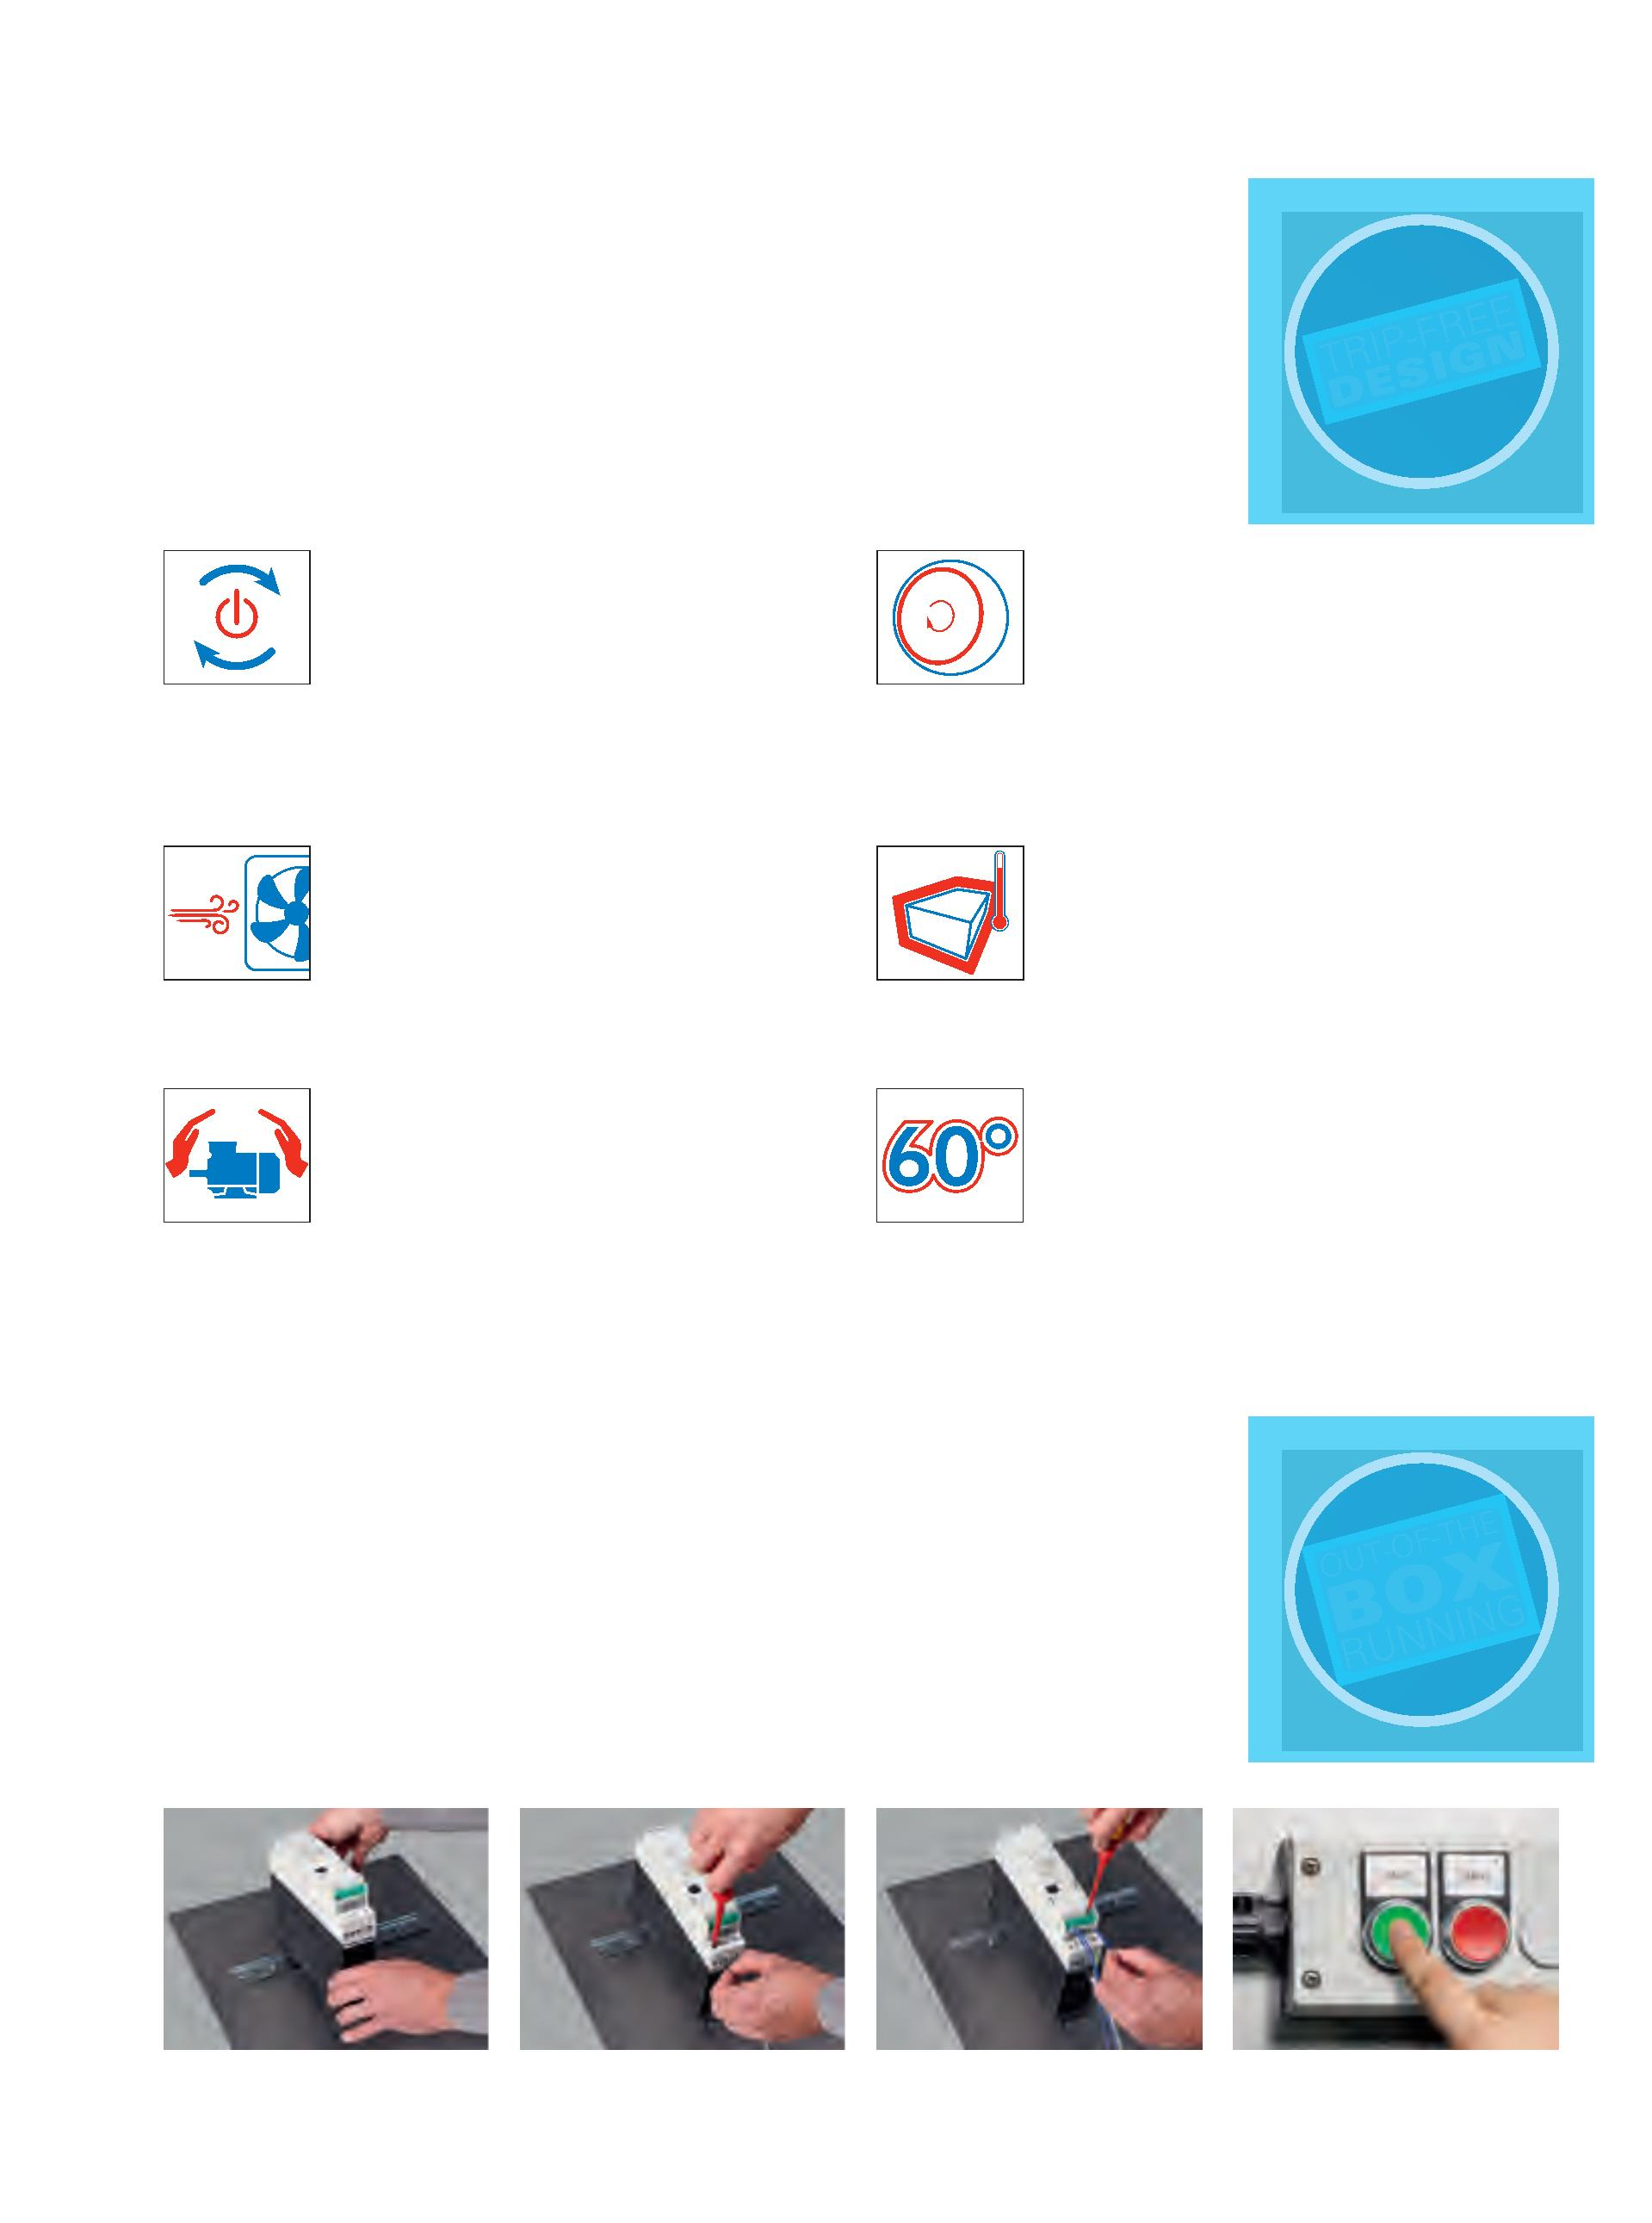 TRIP-FREE
DESIGN
60°
OUT-OF-THE
BOX
RUNNING